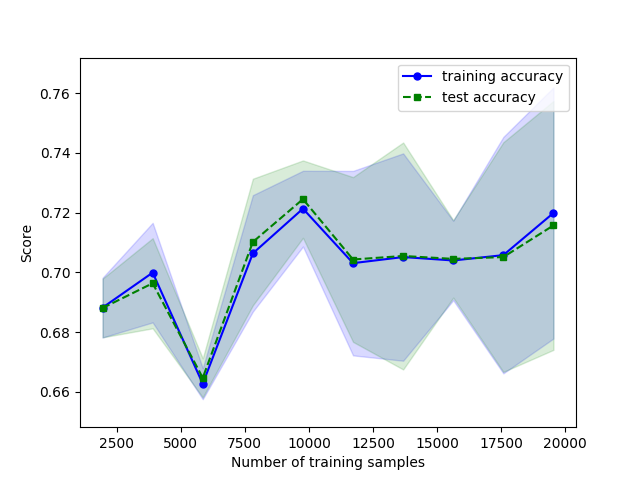 training accuracy
test accuracy
0.76
0.74
0.72
0.70
0.68
0.66
Score
2500 5000 7500 10000 12500 15000 17500 20000
Number of training samples